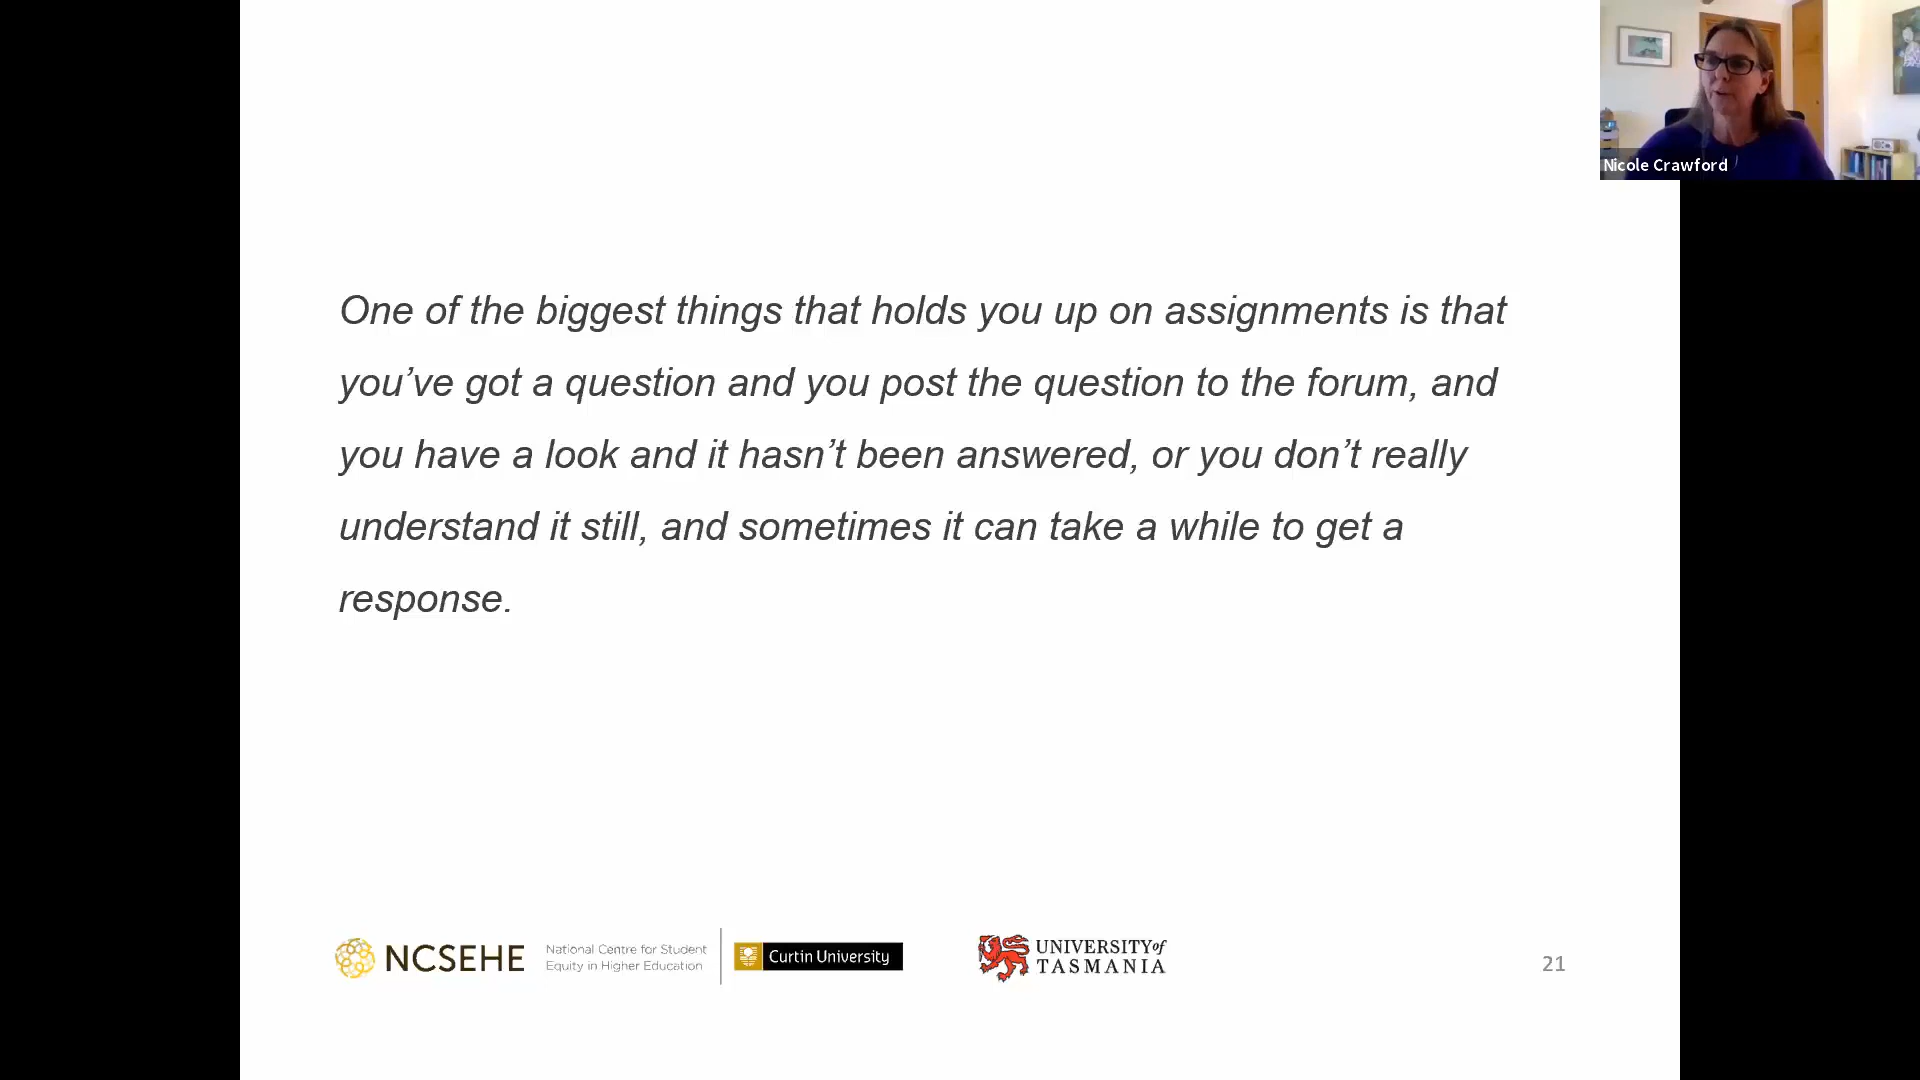 Nicole Crawford
One of the biggest things that holds you up on assignments is that
you’ve got a question and you post the question to the forum, and
you have a look and it hasn’t been answered, or you don’t really
understand it still, and sometimes it can take a while to get a
response.
NCSEHE
National Centre for Student
Equity in Higher Education
Curtin University
UNIVERSITY of
TASMANIA
21